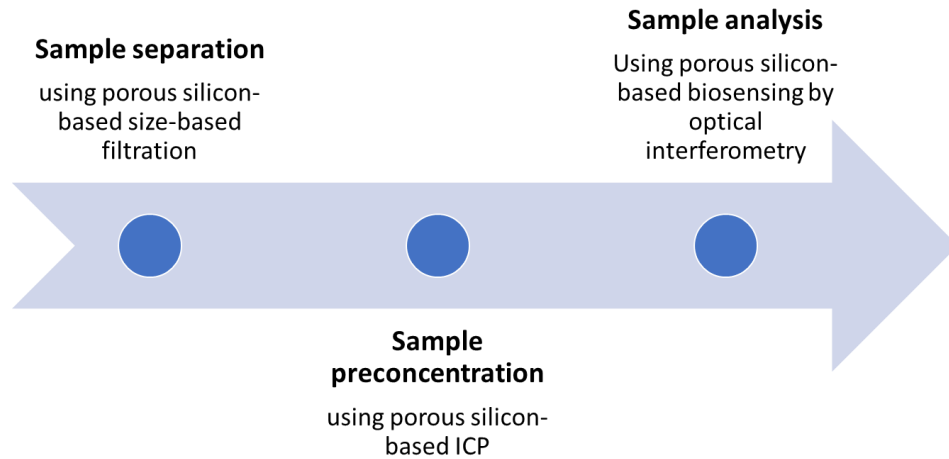 Sample separation
using porous silicon-
based size-based
filtration
Sample
preconcentration
using porous silicon-
based ICP
Sample analysis
Using porous silicon-
based biosensing by
optical
interferometry